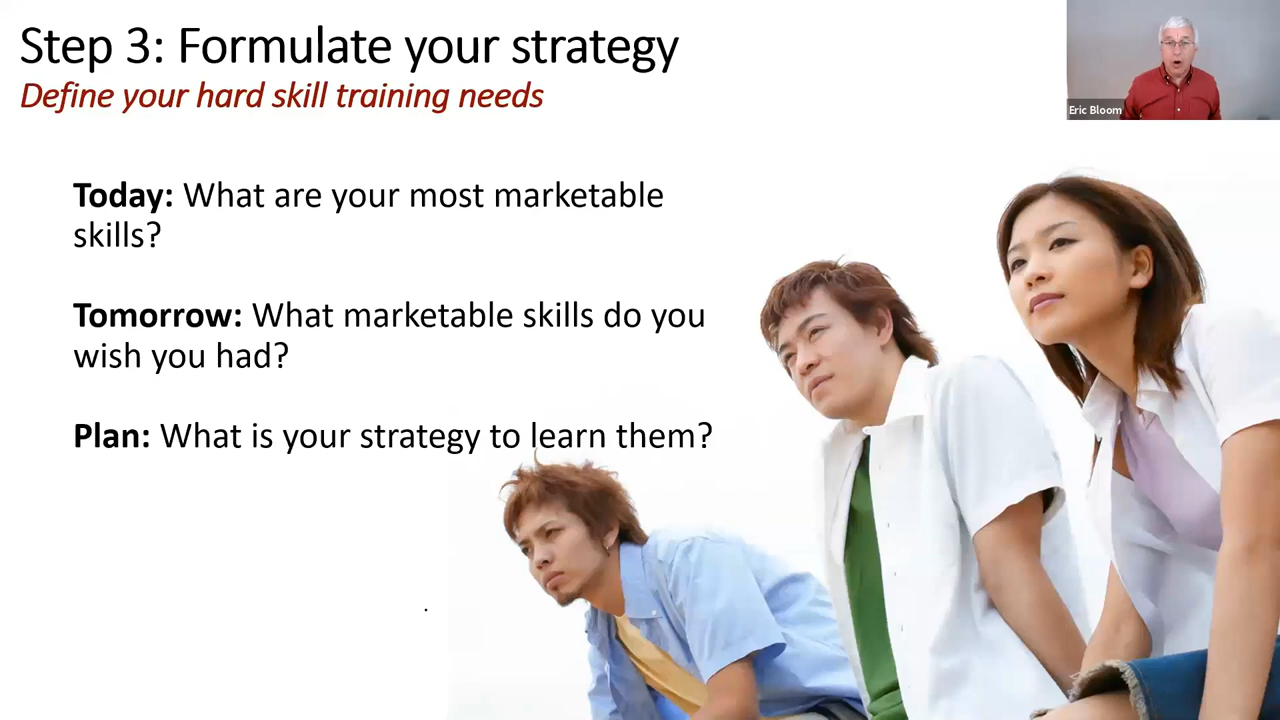 Step 3: Formulate your strategy
Define your hard skill training needs
Eric Bloom
Today: What are your most marketable
skills?
Tomorrow: What marketable skills do you
wish you had?
Plan: What is your strategy to learn them?